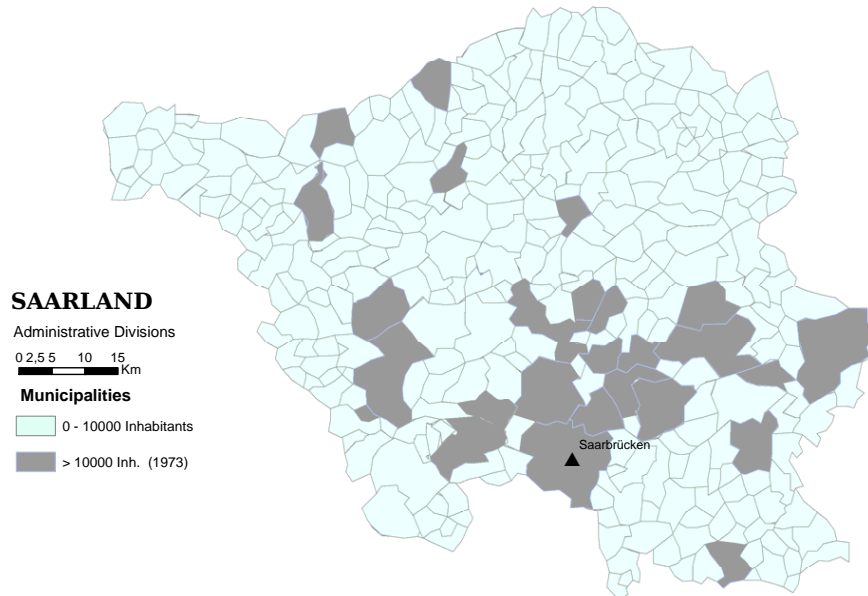 SAARLAND
Administrative Divisions
0 2,5 5 10 15
Km
Municipalities
0 - 10000 Inhabitants
> 10000 Inh. (1973)
Saarbrücken